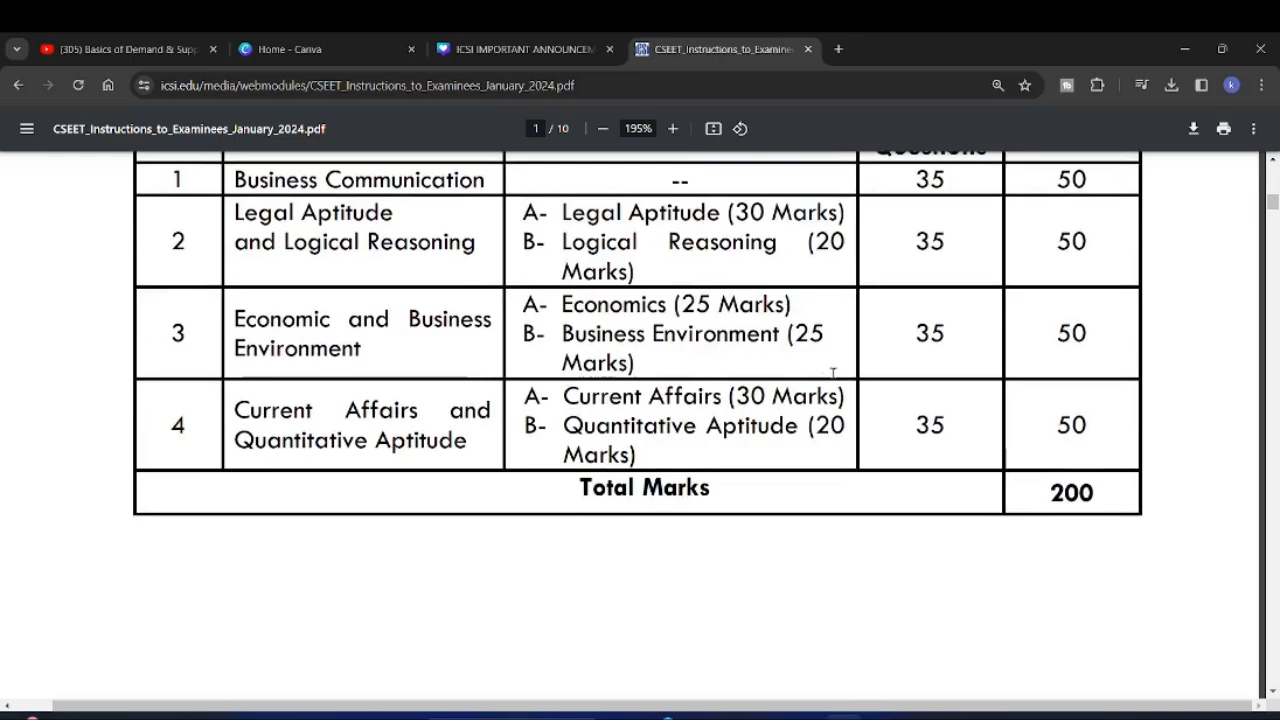 (305) Basics of Demand & Supp
Home - Canva
ICSI IMPORTANT ANNOUNCEM
CSEET_Instructions_to_Examine
icsi.edu/media/webmodules/CSEET_Instructions_to_Examinees_January_2024.pdf
k
CSEET_Instructions_to_Examinees_January_2024.pdf
1 / 10
195%
Questions
1 Business Communication -- 35 50
Legal Aptitude
and Logical Reasoning
2
A- Legal Aptitude (30 Marks)
B- Logical Reasoning (20
Marks)
35 50
Economic and Business
Environment
3
A- Economics (25 Marks)
B- Business Environment (25
Marks)
35 50
Current Affairs and
Quantitative Aptitude
4
A- Current Affairs (30 Marks)
B- Quantitative Aptitude (20
Marks)
35 50
Total Marks 200